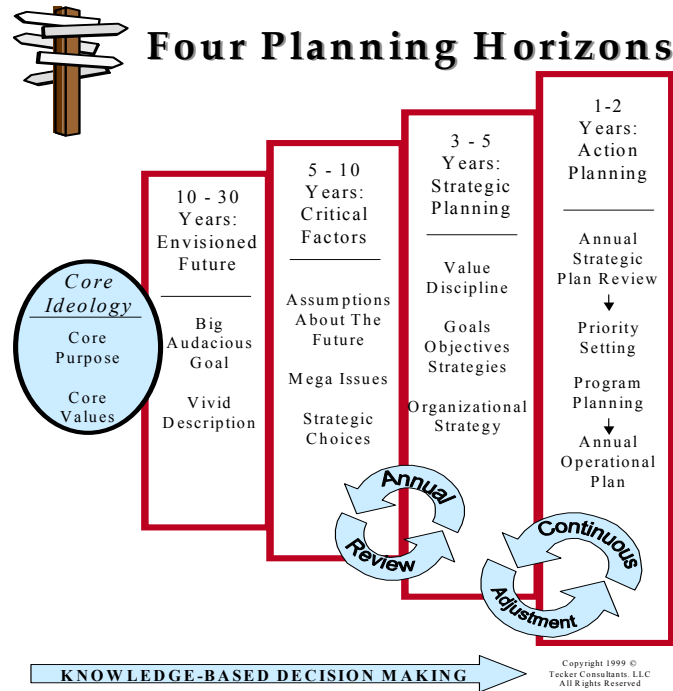 Four Planning Horizons
Core
Ideology
Core
Purpose
Core
Values
10 - 30
Years:
Envisioned
Future
Big
Audacious
Goal
Vivid
Description
5 - 10
Years:
Critical
Factors
Assumptions
About The
Future
Mega Issues
Strategic
Choices
3 - 5
Years:
Strategic
Planning
Value
Discipline
Goals
Objectives
Strategies
Organizational
Strategy
1-2
Years:
Action
Planning
Annual
Strategic
Plan Review
Priority
Setting
Program
Planning
Annual
Operational
Plan
Annual
Review
Continuous
Adjustment
KNOWLEDGE-BASED DECISION MAKING
Copyright 1999 ©
Tecker Consultants. LLC
All Rights Reserved